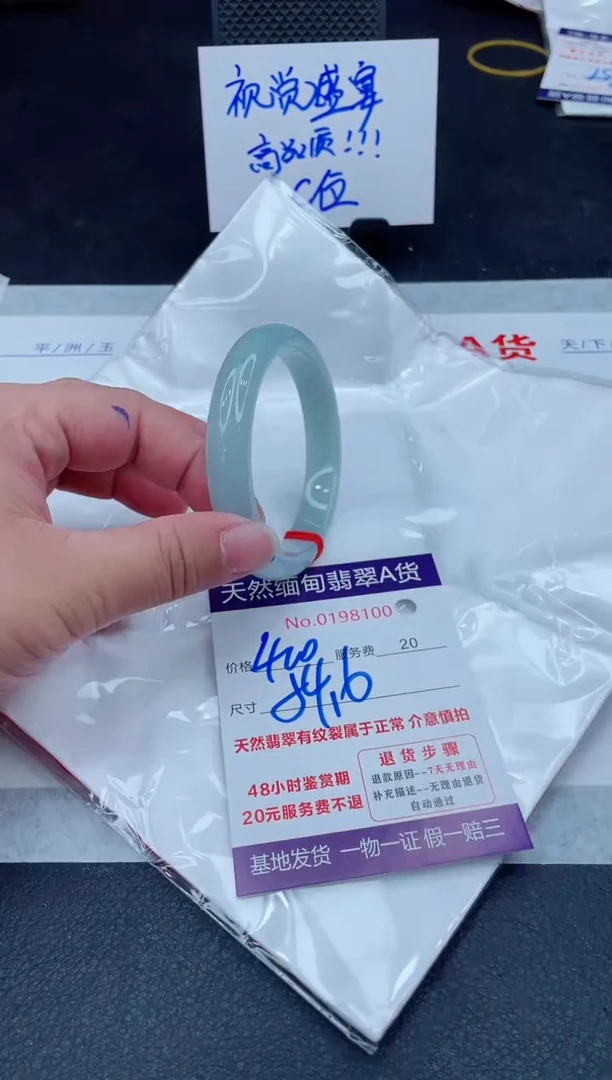 视觉盛宴
高品质!!!
C位
平/洲/玉
A货
天/下/
天然缅甸翡翠A货
No.0198100
价格 400 服务费 20
尺寸 54,6
天然翡翠有纹裂属于正常 介意慎拍
48小时鉴赏期
20元服务费不退
退货步骤
退款原因--7天无理由
补充描述--无理由退货
自动通过
基地发货 一物一证 假一赔三